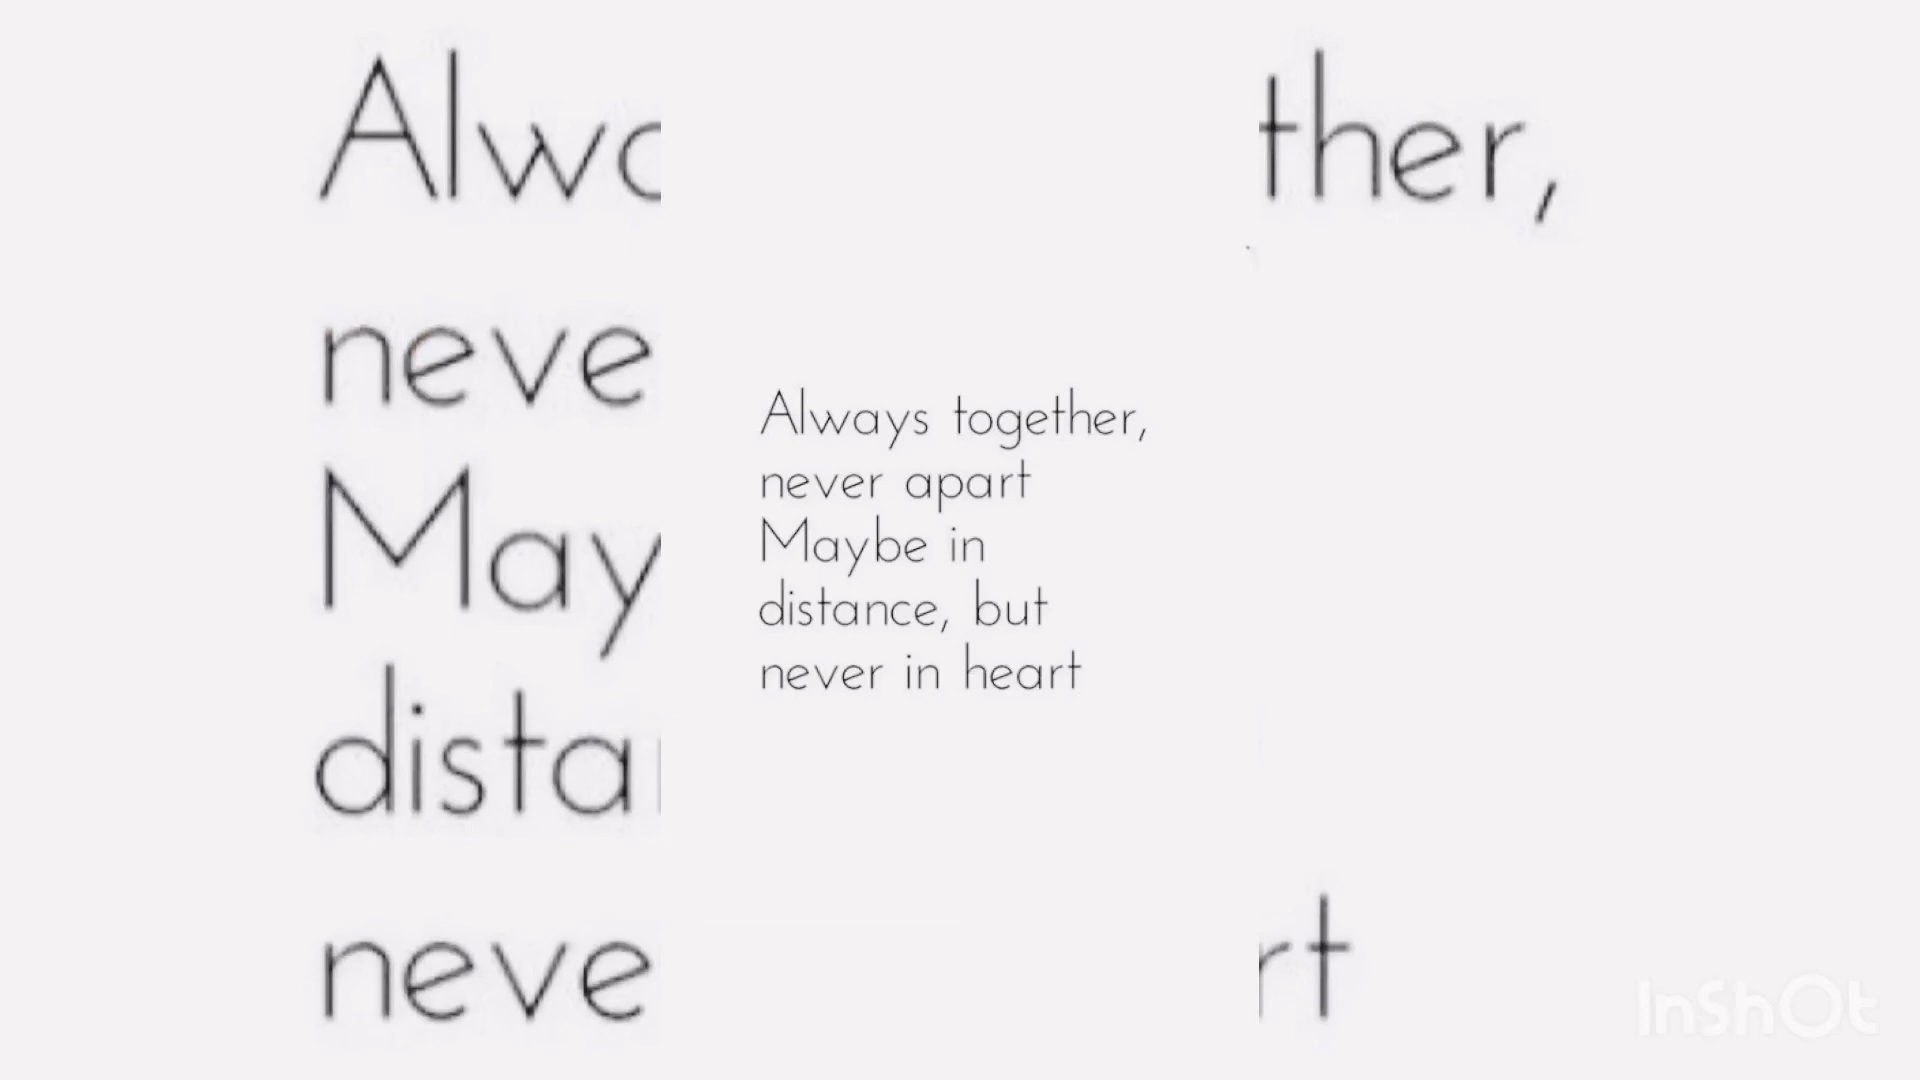 Always together,
never apart
Maybe in
distance, but
never in heart
InShOt